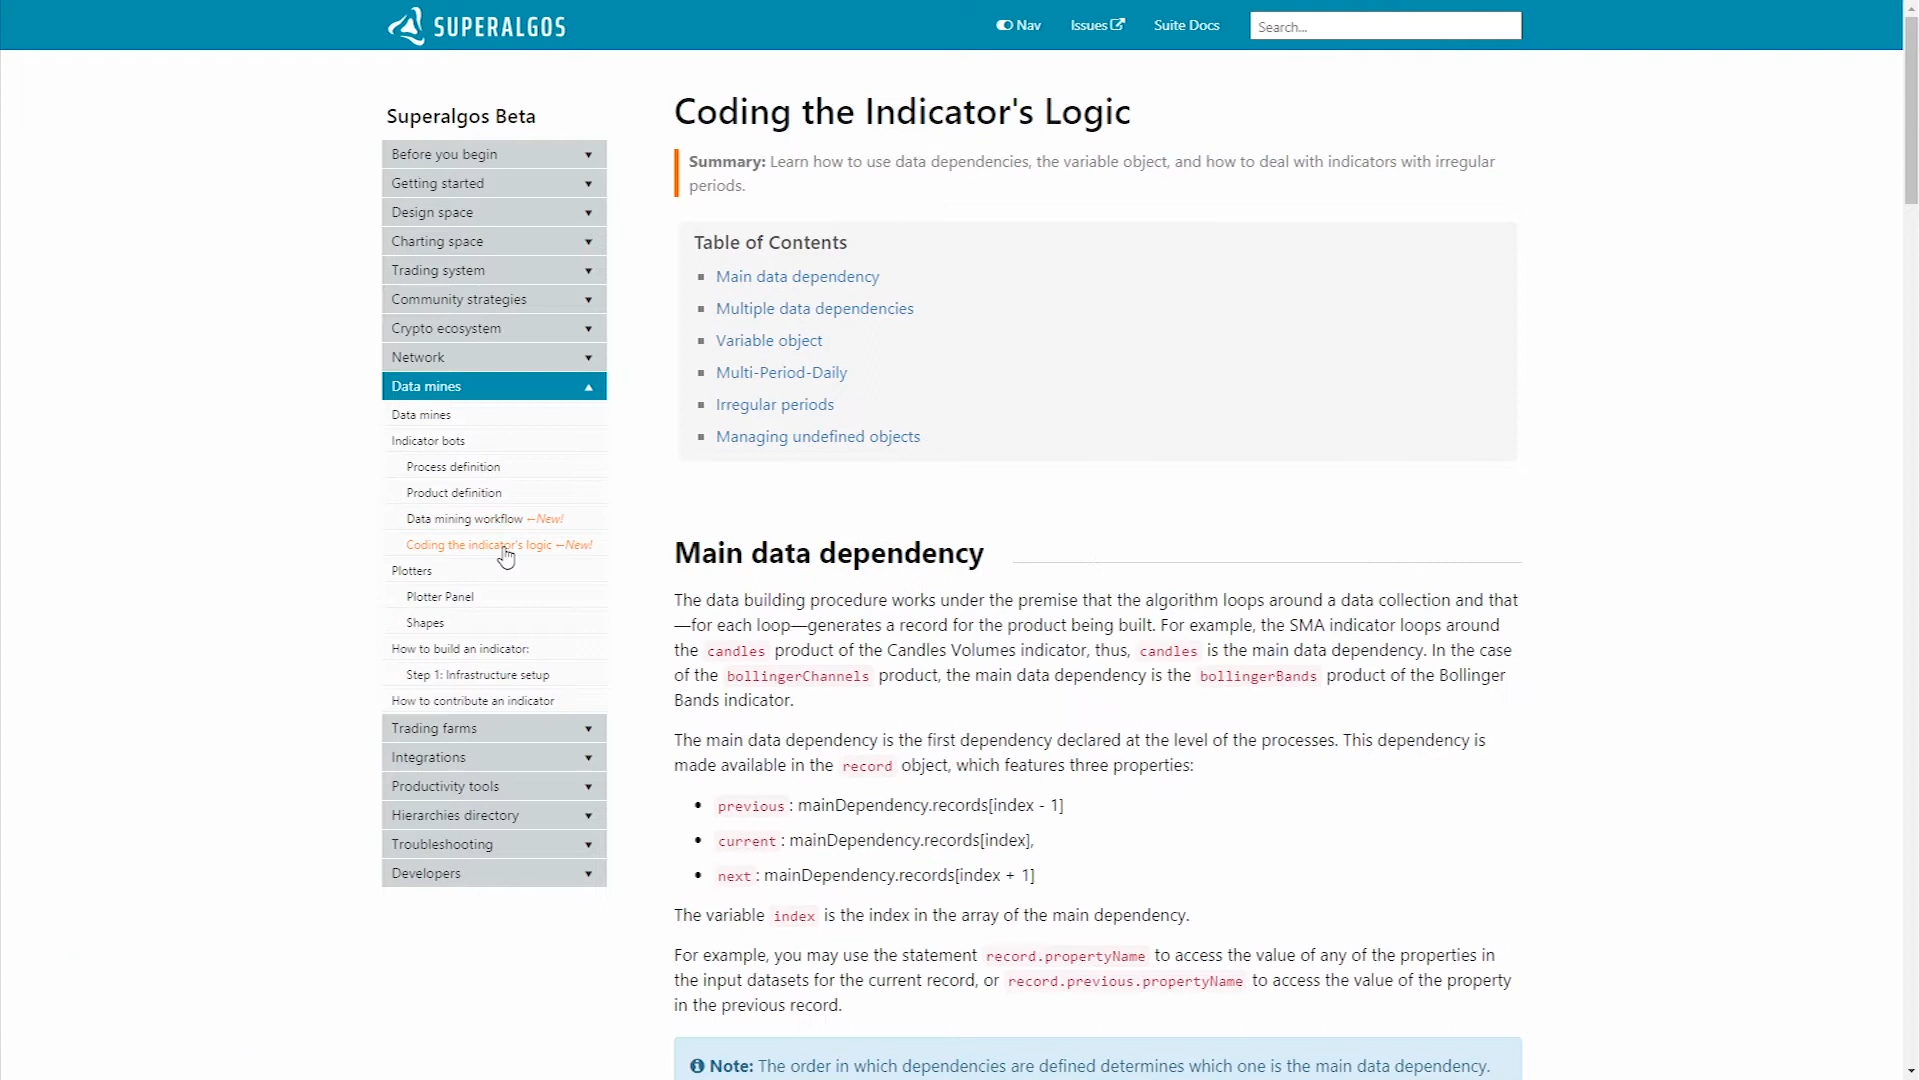 SUPERALGOS
Nav
Issues
Suite Docs
Search...
Superalgos Beta
Before you begin
Getting started
Design space
Charting space
Trading system
Community strategies
Crypto ecosystem
Network
Data mines
Data mines
Indicator bots
Process definition
Product definition
Data mining workflow ←New!
Coding the indicator's logic ←New!
Plotters
Plotter Panel
Shapes
How to build an indicator:
Step 1: Infrastructure setup
How to contribute an indicator
Trading farms
Integrations
Productivity tools
Hierarchies directory
Troubleshooting
Developers
Coding the Indicator's Logic
Summary: Learn how to use data dependencies, the variable object, and how to deal with indicators with irregular
periods.
Table of Contents
Main data dependency
Multiple data dependencies
Variable object
Multi-Period-Daily
Irregular periods
Managing undefined objects
Main data dependency
The data building procedure works under the premise that the algorithm loops around a data collection and that
—for each loop—generates a record for the product being built. For example, the SMA indicator loops around
the candles product of the Candles Volumes indicator, thus, candles is the main data dependency. In the case
of the bollingerChannels product, the main data dependency is the bollingerBands product of the Bollinger
Bands indicator.
The main data dependency is the first dependency declared at the level of the processes. This dependency is
made available in the record object, which features three properties:
• previous: mainDependency.records[index - 1]
• current: mainDependency.records[index],
• next: mainDependency.records[index + 1]
The variable index is the index in the array of the main dependency.
For example, you may use the statement record.propertyName to access the value of any of the properties in
the input datasets for the current record, or record.previous.propertyName to access the value of the property
in the previous record.
Note: The order in which dependencies are defined determines which one is the main data dependency.